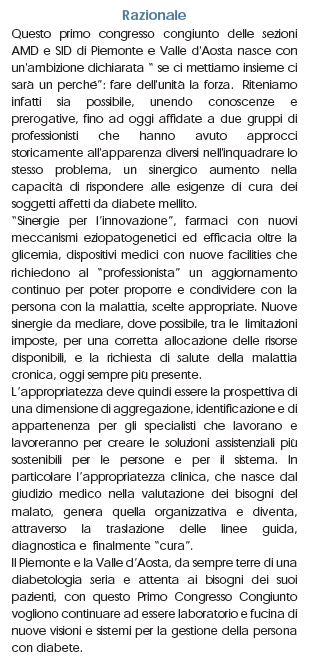 Razionale
Questo primo congresso congiunto delle sezioni
AMD e SID di Piemonte e Valle d'Aosta nasce con
un'ambizione dichiarata " se ci mettiamo insieme ci
sarà un perché": fare dell'unità la forza. Riteniamo
infatti sia possibile, unendo conoscenze e
prerogative, fino ad oggi affidate a due gruppi di
professionisti che hanno avuto approcci
storicamente all'apparenza diversi nell'inquadrare lo
stesso problema, un sinergico aumento nella
capacità di rispondere alle esigenze di cura dei
soggetti affetti da diabete mellito.
"Sinergie per l'innovazione", farmaci con nuovi
meccanismi eziopatogenetici ed efficacia oltre la
glicemia, dispositivi medici con nuove facilities che
richiedono al "professionista" un aggiornamento
continuo per poter proporre e condividere con la
persona con la malattia, scelte appropriate. Nuove
sinergie da mediare, dove possibile, tra le limitazioni
imposte, per una corretta allocazione delle risorse
disponibili, e la richiesta di salute della malattia
cronica, oggi sempre più presente.
L'appropriatezza deve quindi essere la prospettiva di
una dimensione di aggregazione, identificazione e di
appartenenza per gli specialisti che lavorano e
lavoreranno per creare le soluzioni assistenziali più
sostenibili per le persone e per il sistema. In
particolare l'appropriatezza clinica, che nasce dal
giudizio medico nella valutazione dei bisogni del
malato, genera quella organizzativa e diventa,
attraverso la traslazione delle linee guida,
diagnostica e finalmente "cura".
Il Piemonte e la Valle d'Aosta, da sempre terre di una
diabetologia seria e attenta ai bisogni dei suoi
pazienti, con questo Primo Congresso Congiunto
vogliono continuare ad essere laboratorio e fucina di
nuove visioni e sistemi per la gestione della persona
con diabete.